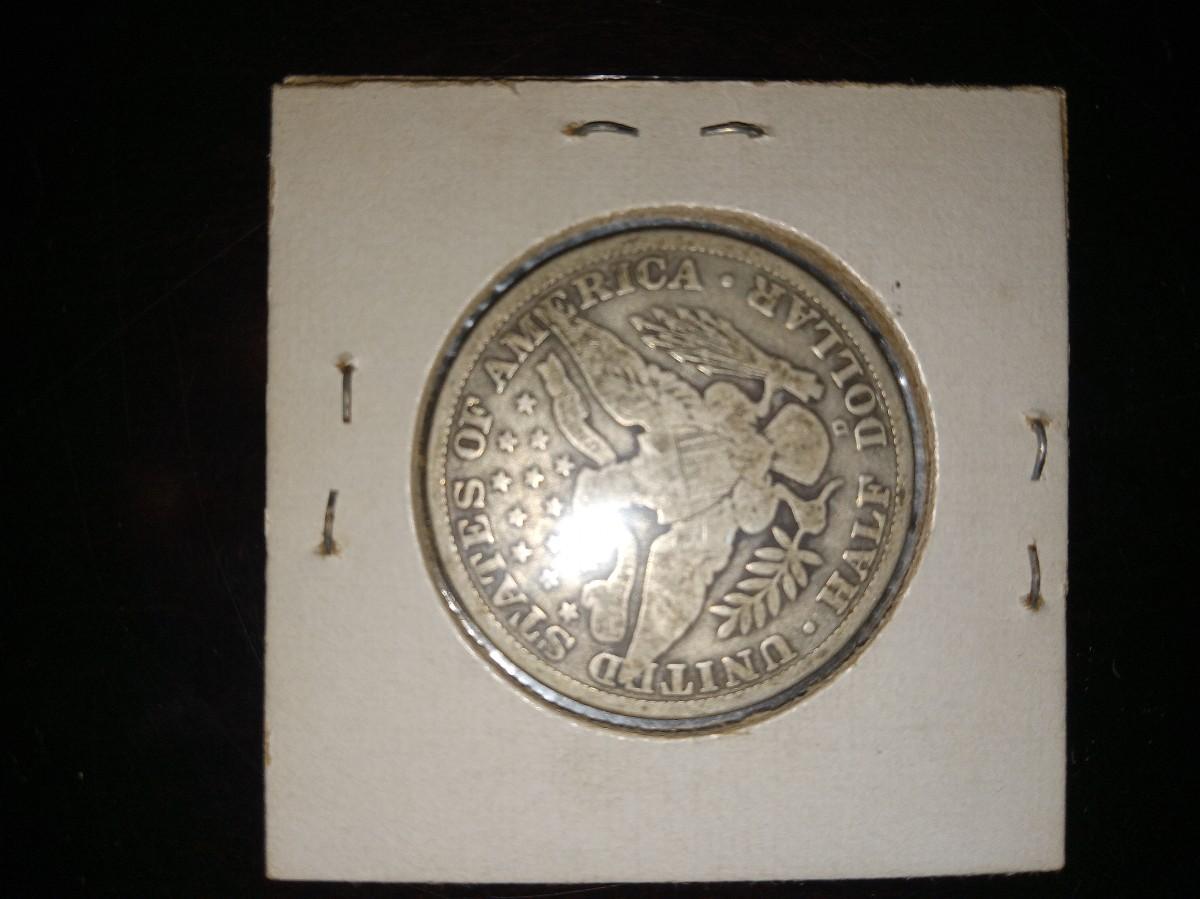 UNITED STATES OF AMERICA
HALF DOLLAR